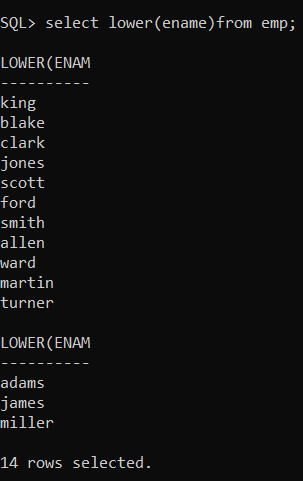 SQL> select lower(ename)from emp;
LOWER(ENAM
----------
king
blake
clark
jones
scott
ford
smith
allen
ward
martin
turner
LOWER(ENAM
----------
adams
james
miller
14 rows selected.